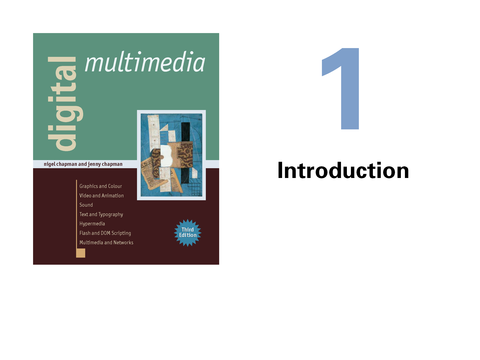 digital
multimedia
nigel chapman and jenny chapman
Graphics and Colour
Video and Animation
Sound
Text and Typography
Hypermedia
Flash and DOM Scripting
Multimedia and Networks
Third
Edition
1
Introduction